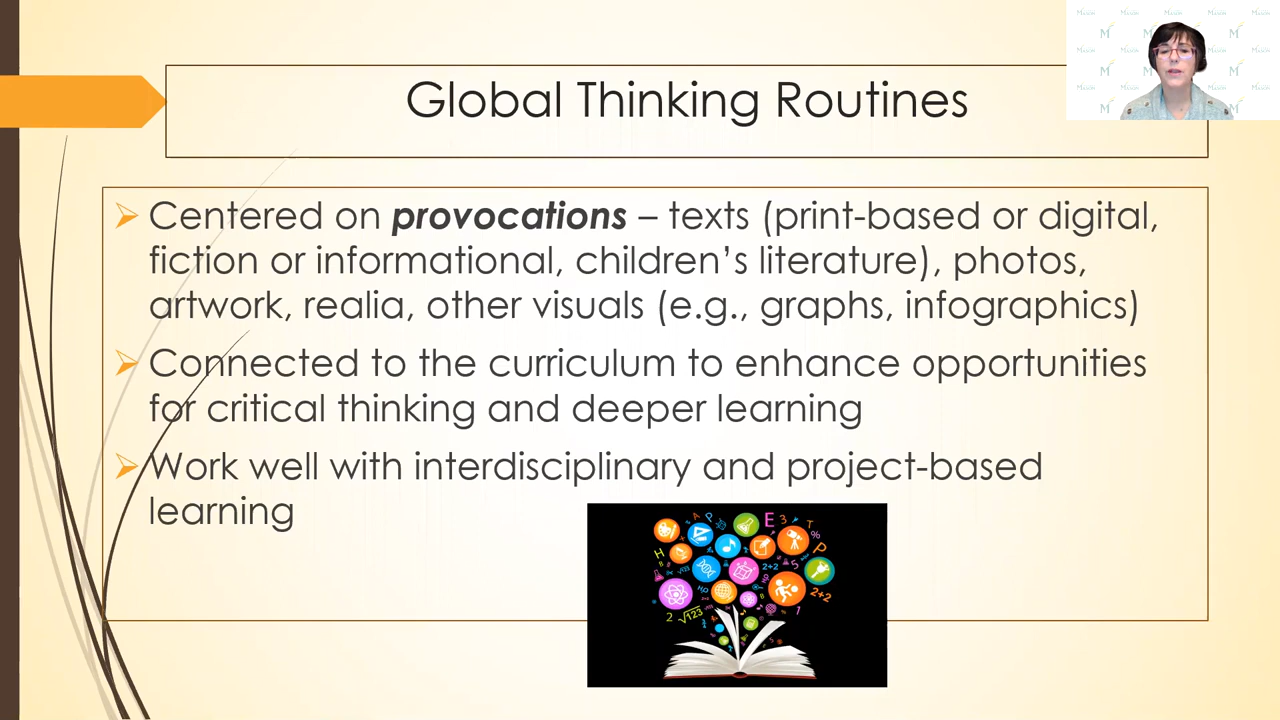 Global Thinking Routines
Centered on provocations – texts (print-based or digital,
fiction or informational, children's literature), photos,
artwork, realia, other visuals (e.g., graphs, infographics)
Connected to the curriculum to enhance opportunities
for critical thinking and deeper learning
Work well with interdisciplinary and project-based
learning